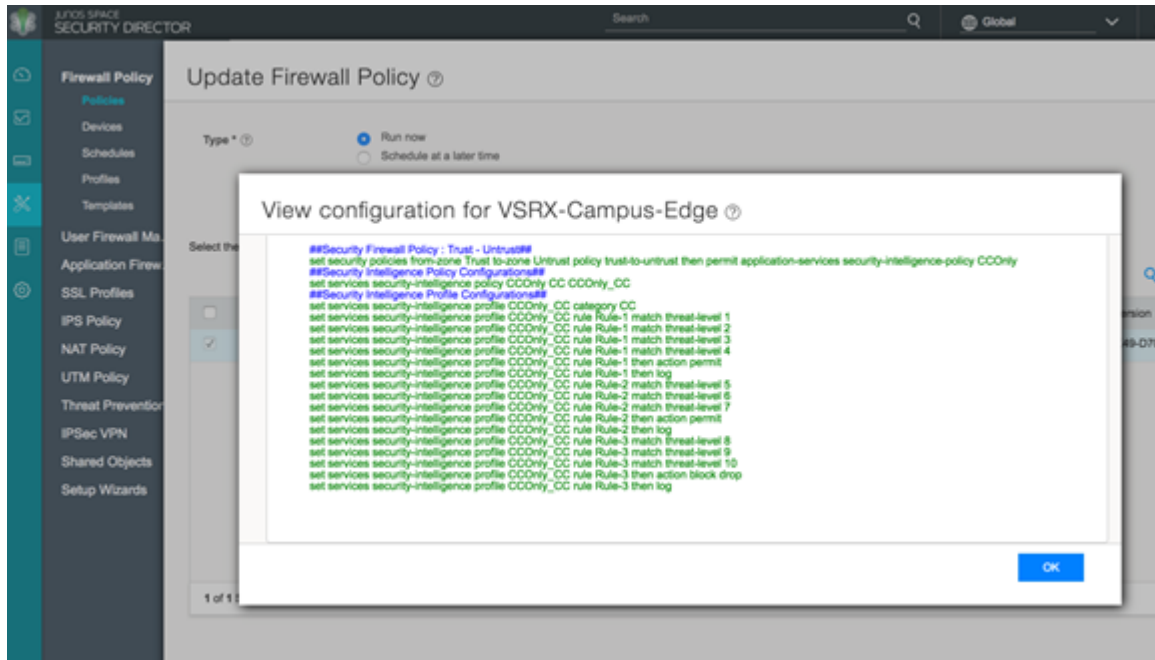 JUNOS SPACE
SECURITY DIRECTOR
Search
Global
Firewall Policy
Policies
Devices
Schedules
Profiles
Templates
User Firewall Ma
Application Firew
SSL Profiles
IPS Policy
NAT Policy
UTM Policy
Threat Prevention
IPSec VPN
Shared Objects
Setup Wizards
Update Firewall Policy
Type *
Run now
Schedule at a later time
Select the
View configuration for VSRX-Campus-Edge
##Security Firewall Policy : Trust - Untrust##
set security policies from-zone Trust to-zone Untrust policy trust-to-untrust then permit application-services security-intelligence-policy CCOnly
##Security Intelligence Policy Configurations##
set services security-intelligence policy CCOnly CC CCOnly_CC
##Security Intelligence Profile Configurations##
set services security-intelligence profile CCOnly_CC category CC
set services security-intelligence profile CCOnly_CC rule Rule-1 match threat-level 1
set services security-intelligence profile CCOnly_CC rule Rule-1 match threat-level 2
set services security-intelligence profile CCOnly_CC rule Rule-1 match threat-level 3
set services security-intelligence profile CCOnly_CC rule Rule-1 match threat-level 4
set services security-intelligence profile CCOnly_CC rule Rule-1 then action permit
set services security-intelligence profile CCOnly_CC rule Rule-1 then log
set services security-intelligence profile CCOnly_CC rule Rule-2 match threat-level 5
set services security-intelligence profile CCOnly_CC rule Rule-2 match threat-level 6
set services security-intelligence profile CCOnly_CC rule Rule-2 match threat-level 7
set services security-intelligence profile CCOnly_CC rule Rule-2 then action permit
set services security-intelligence profile CCOnly_CC rule Rule-2 then log
set services security-intelligence profile CCOnly_CC rule Rule-3 match threat-level 8
set services security-intelligence profile CCOnly_CC rule Rule-3 match threat-level 9
set services security-intelligence profile CCOnly_CC rule Rule-3 match threat-level 10
set services security-intelligence profile CCOnly_CC rule Rule-3 then action block drop
set services security-intelligence profile CCOnly_CC rule Rule-3 then log
OK
1 of 1